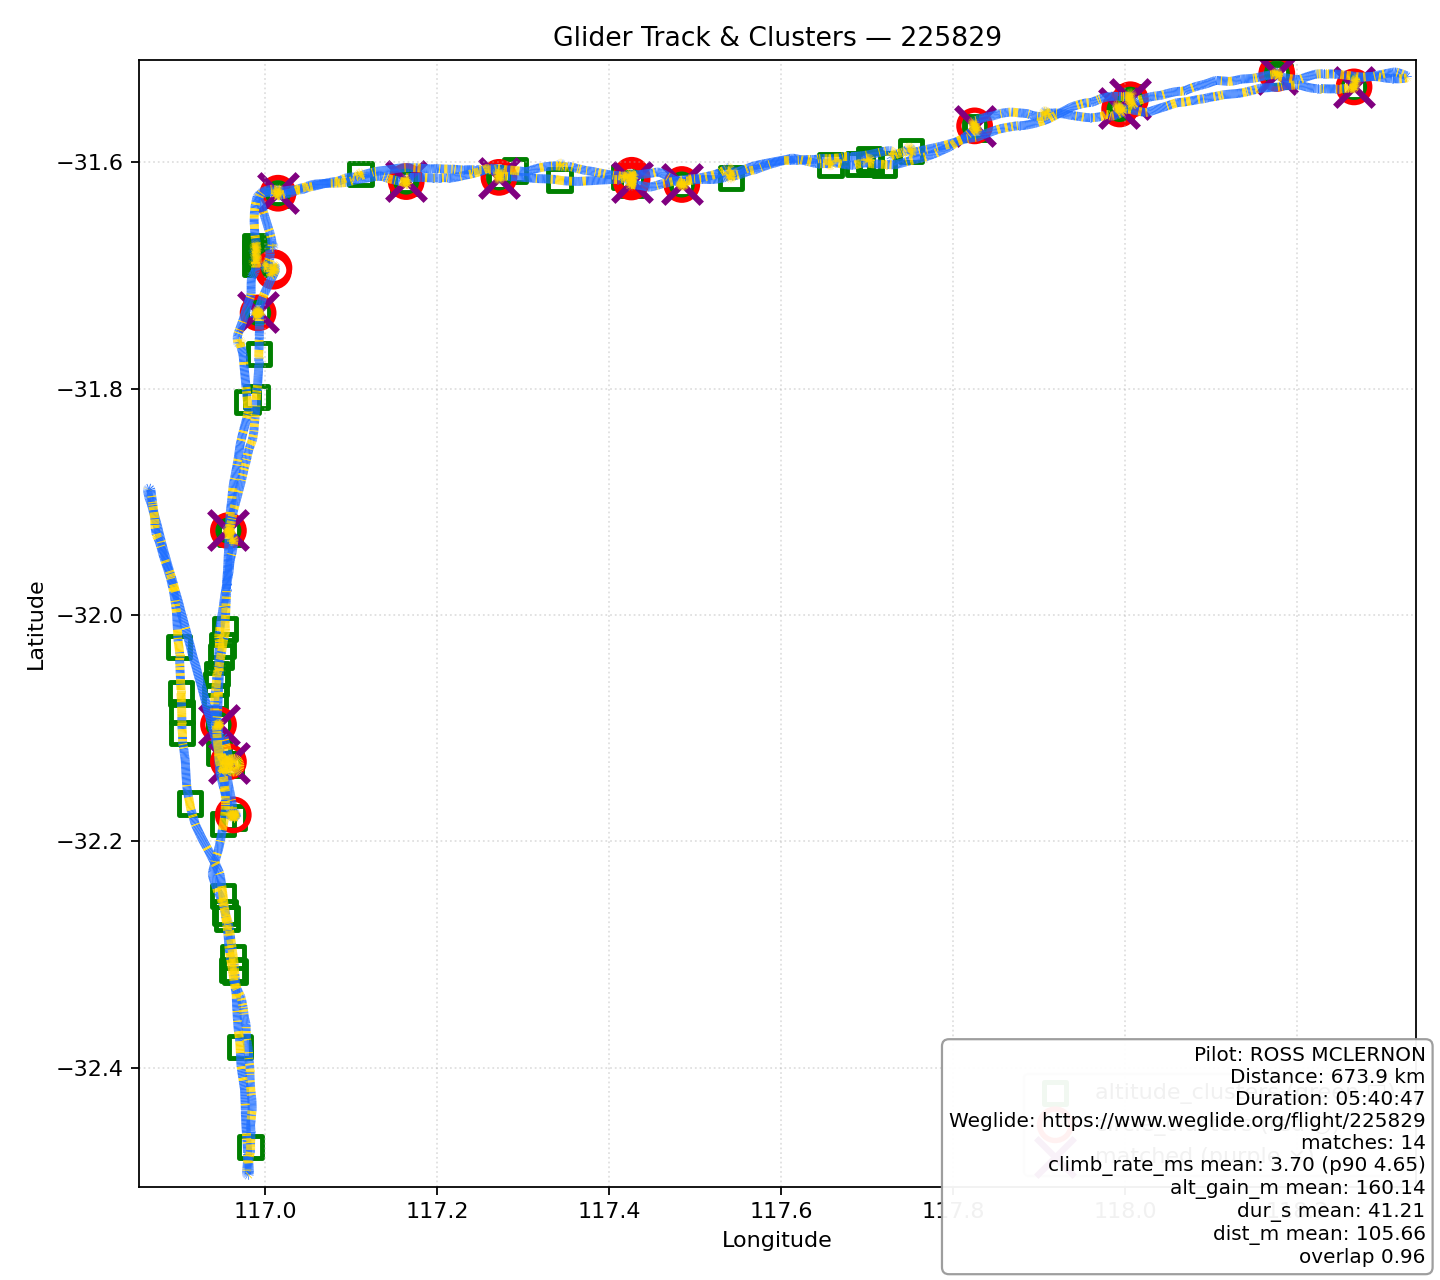 Glider Track & Clusters — 225829
Latitude
−31.6
−31.8
−32.0
−32.2
−32.4
117.0
117.2
117.4
117.6
117.8
118.0
Longitude
altitude_clus
matched (purple
Pilot: ROSS MCLERNON
Distance: 673.9 km
Duration: 05:40:47
Weglide: https://www.weglide.org/flight/225829
matches: 14
climb_rate_ms mean: 3.70 (p90 4.65)
alt_gain_m mean: 160.14
dur_s mean: 41.21
dist_m mean: 105.66
overlap 0.96